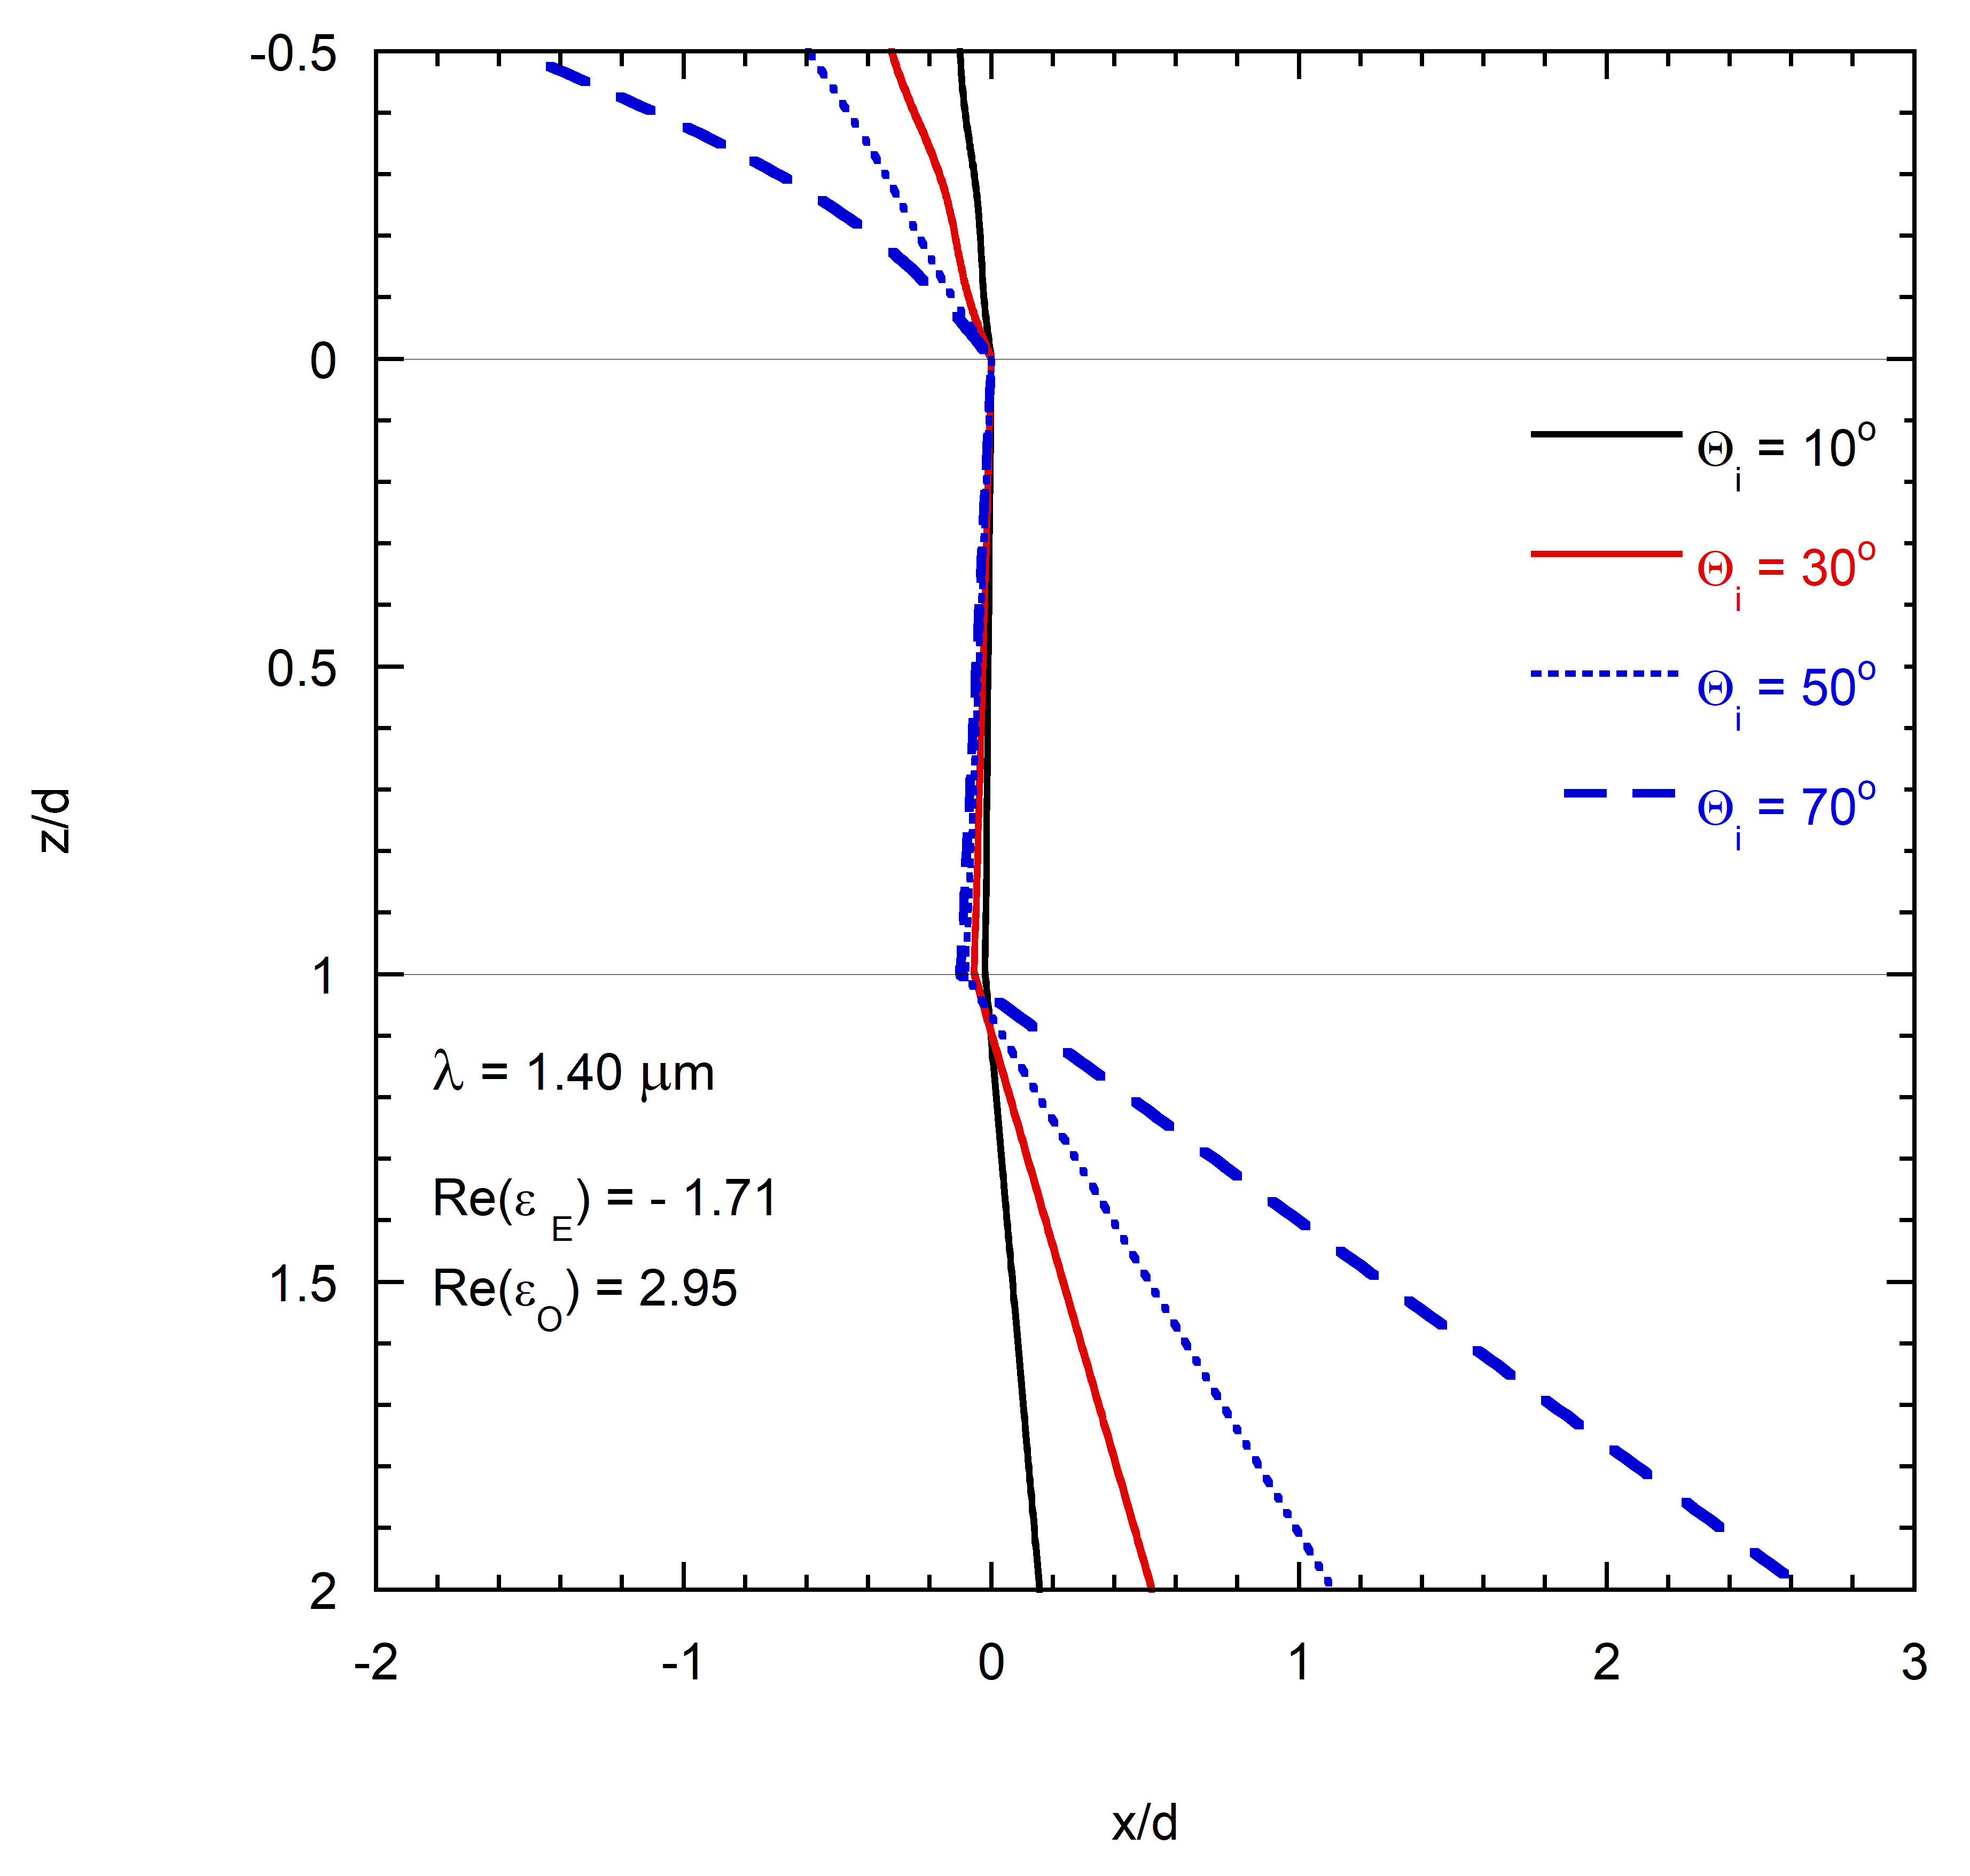 -0.5
0
Θi = 10o
Θi = 30o
0.5
Θi = 50o
Θi = 70o
z/d
1
λ = 1.40 μm
Re(ε E) = - 1.71
1.5
Re(εO) = 2.95
2
-2 -1 0 1 2 3
x/d